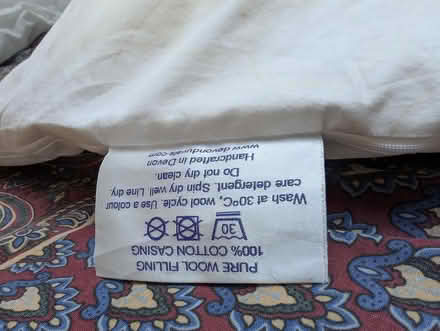 PURE WOOL FILLING
100% COTTON CASING
30
Wash at 30ºC, wool cycle. Use a colour
care detergent. Spin dry well. Line dry.
Do not dry clean
Handcrafted in Devon
www.devonduvets.com